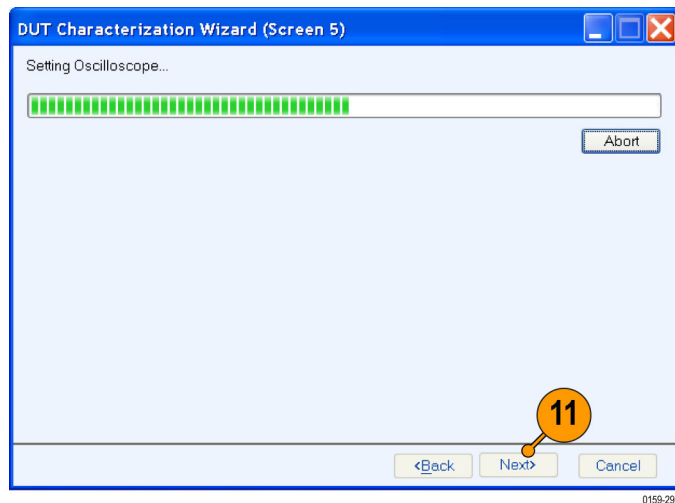 DUT Characterization Wizard (Screen 5)
Setting Oscilloscope...
Abort
11
<Back Next> Cancel
0159-29